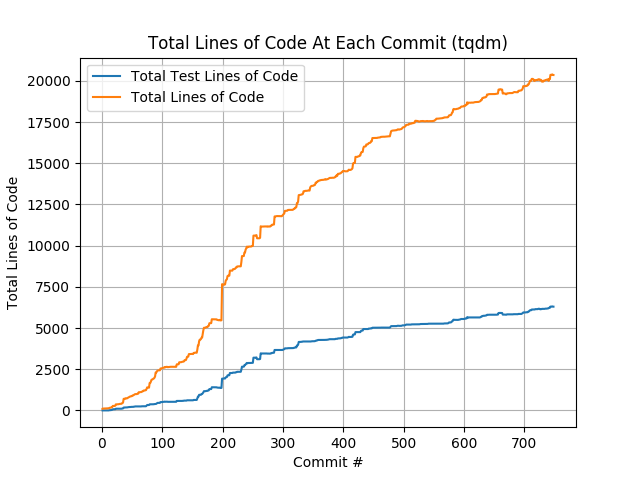 Total Lines of Code At Each Commit (tqdm)
Total Test Lines of Code
Total Lines of Code
Total Lines of Code
20000
17500
15000
12500
10000
7500
5000
2500
0
0 100 200 300 400 500 600 700
Commit #